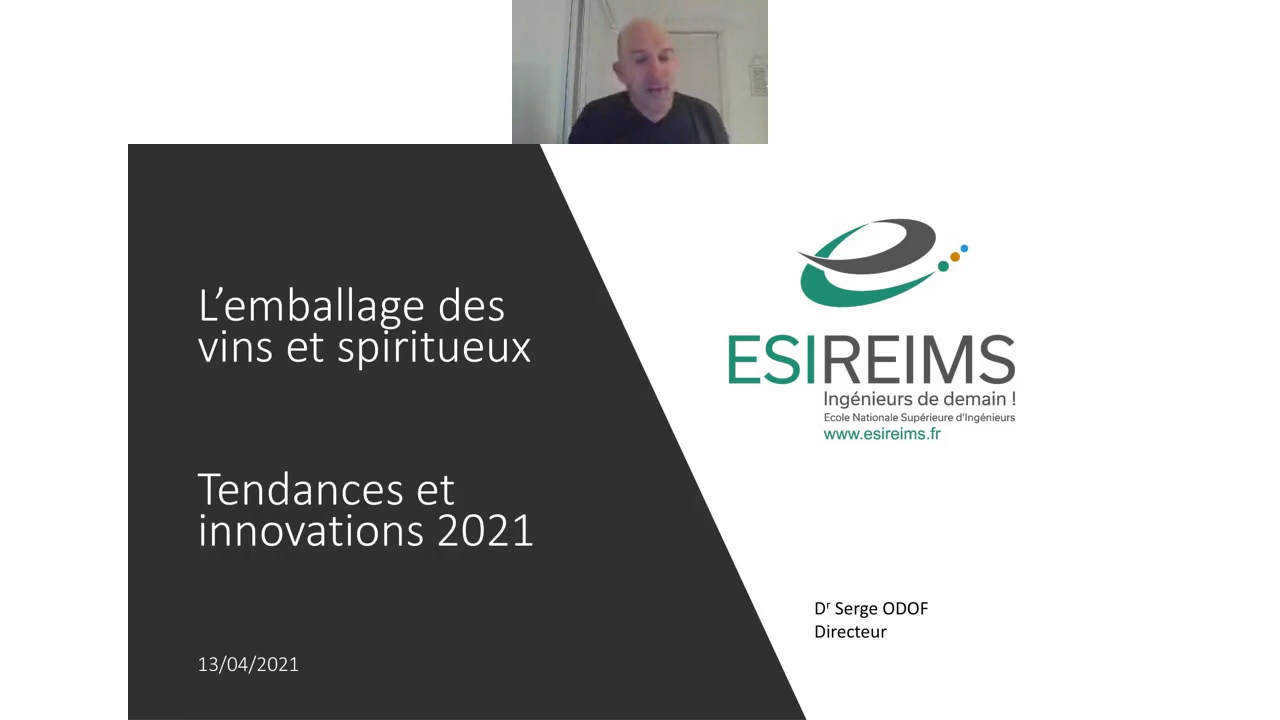 L'emballage des
vins et spiritueux
Tendances et
innovations 2021
13/04/2021
ESIREIMS
Ingénieurs de demain !
Ecole Nationale Supérieure d'Ingénieurs
www.esireims.fr
Dr Serge ODOF
Directeur